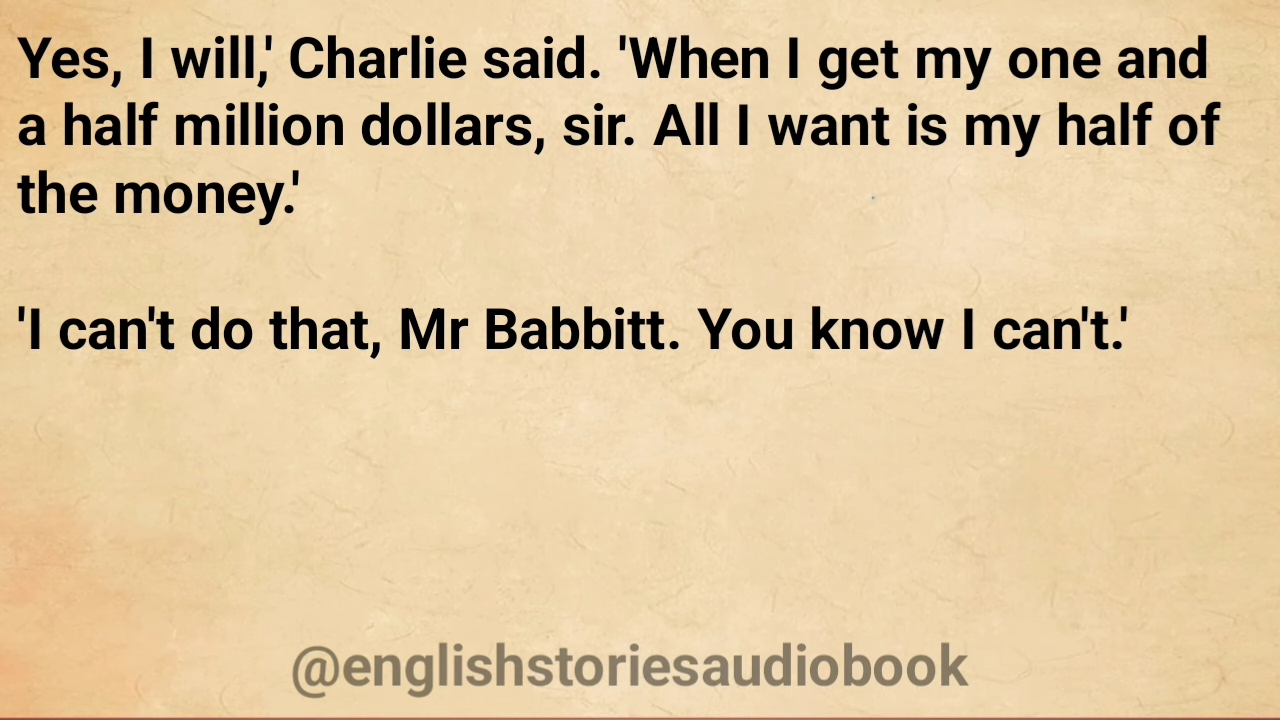 Yes, I will,' Charlie said. 'When I get my one and
a half million dollars, sir. All I want is my half of
the money.'
'I can't do that, Mr Babbitt. You know I can't.'
@englishstoriesaudiobook